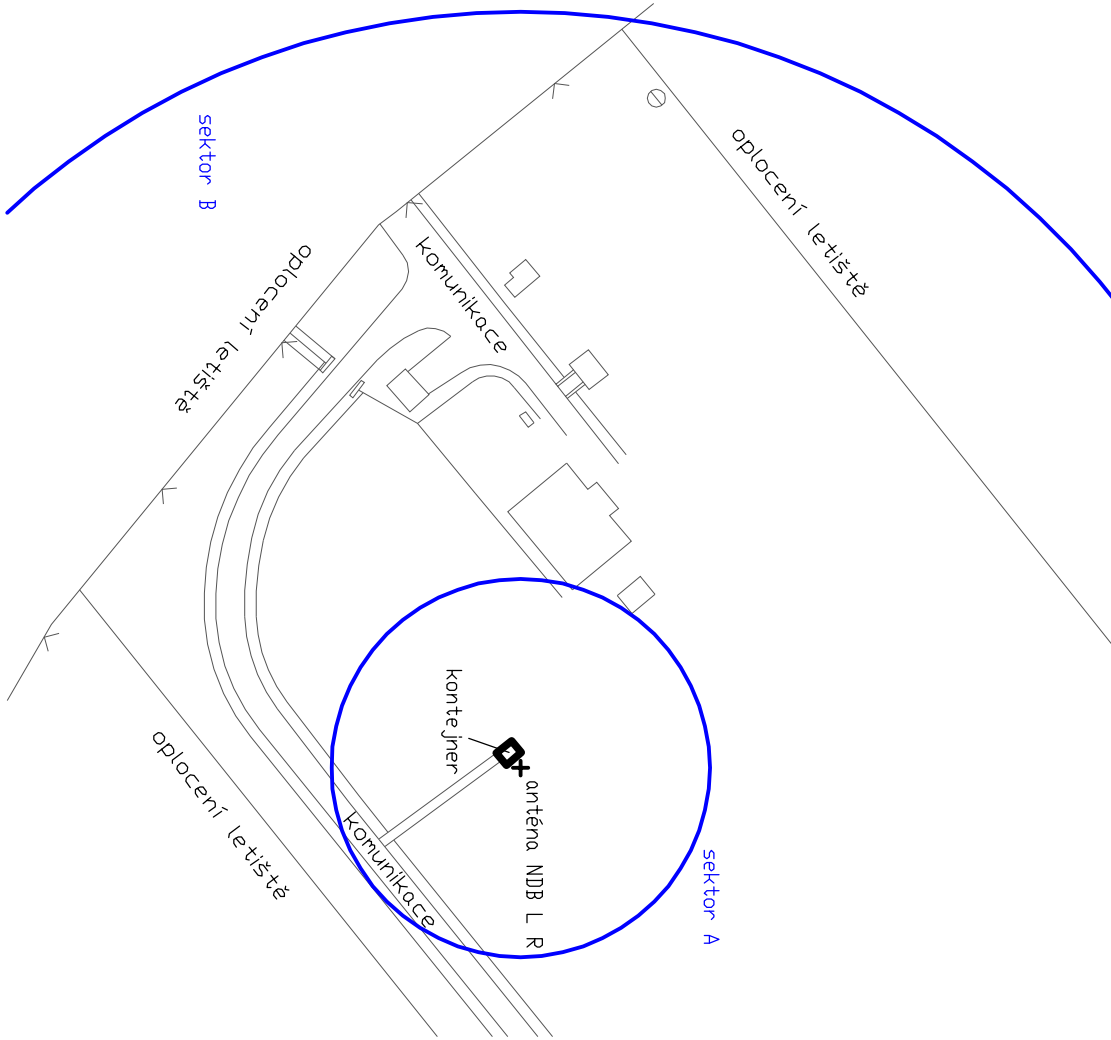 sektor B
oplocení letiště
komunikace
oplocení letiště
kontejner
anténa NDB L R
sektor A
komunikace
oplocení letiště